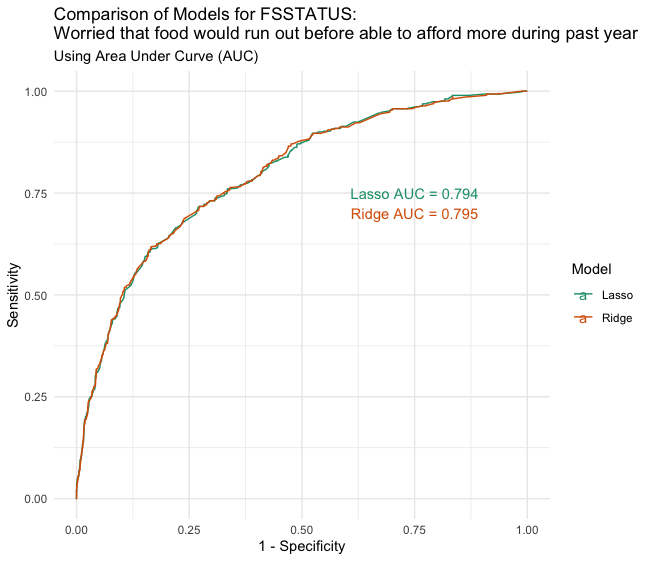 Comparison of Models for FSSTATUS:
Worried that food would run out before able to afford more during past year
Using Area Under Curve (AUC)
1.00
0.75
0.50
0.25
0.00
Sensitivity
Lasso AUC = 0.794
Ridge AUC = 0.795
Model
a Lasso
a Ridge
0.00 0.25 0.50 0.75 1.00
1 - Specificity